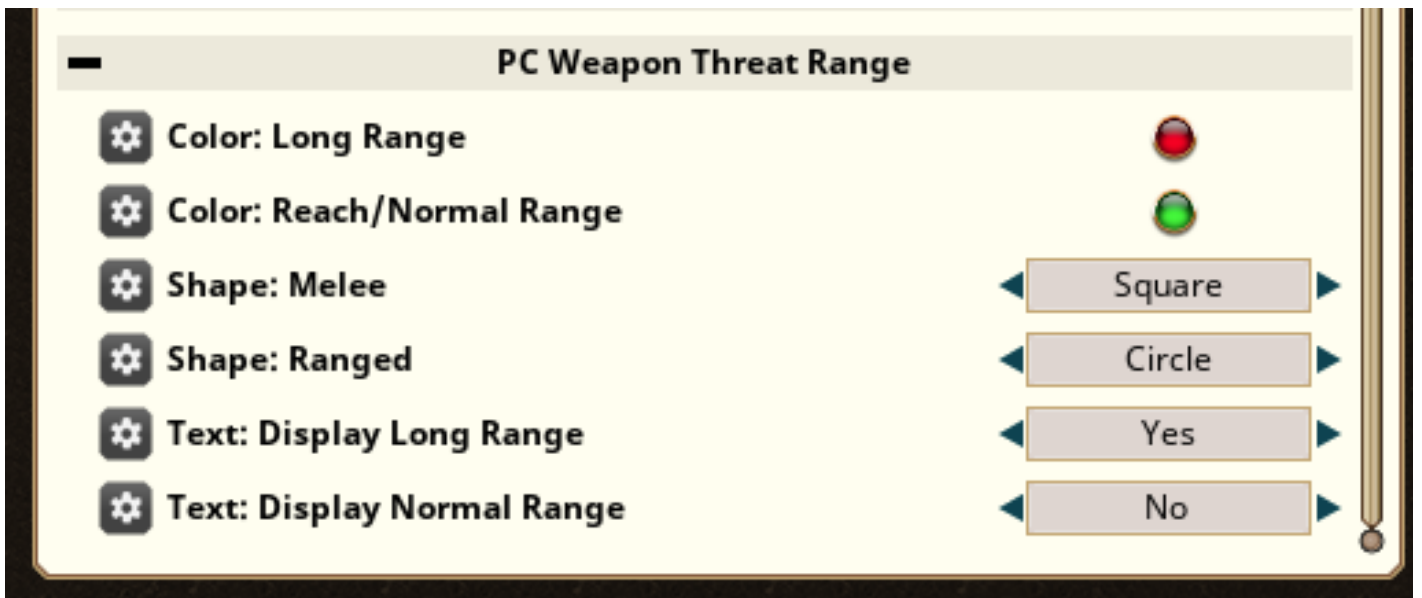 PC Weapon Threat Range
Color: Long Range
Color: Reach/Normal Range
Shape: Melee Square
Shape: Ranged Circle
Text: Display Long Range Yes
Text: Display Normal Range No